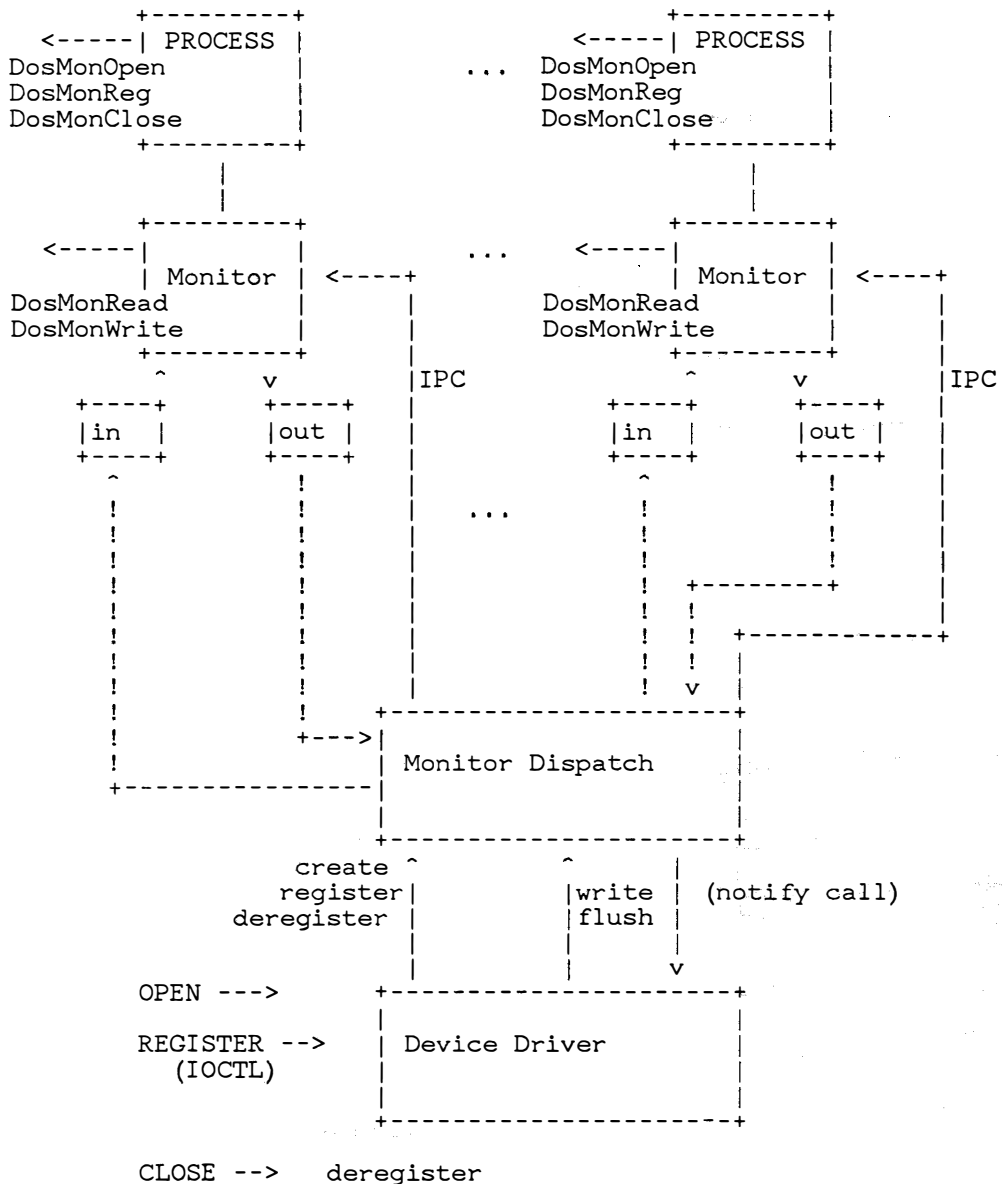 PROCESS PROCESS
DosMonOpen ... DosMonOpen
DosMonReg DosMonReg
DosMonClose DosMonClose
...
Monitor Monitor
DosMonRead DosMonRead
DosMonWrite DosMonWrite
IPC IPC
in out in out
...
Monitor Dispatch
create
register write (notify call)
deregister flush
OPEN --->
REGISTER --> Device Driver
(IOCTL)
CLOSE --> deregister